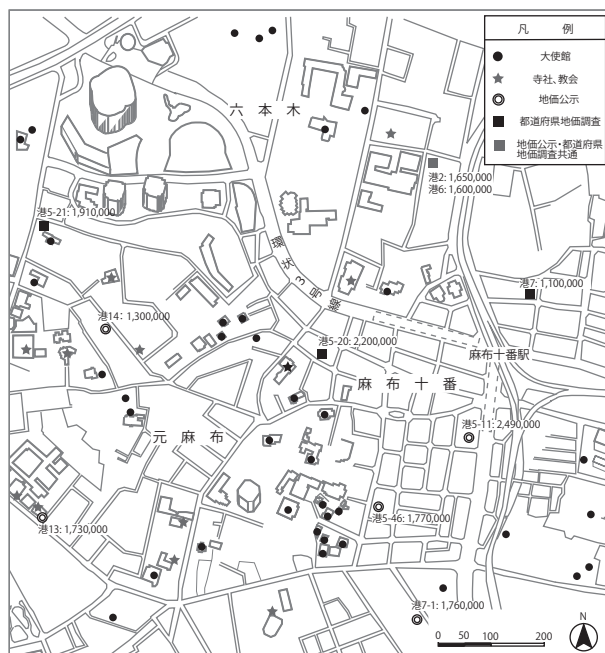 凡 例
大使館
寺社、教会
地価公示
都道府県地価調査
地価公示・都道府県
地価調査共通
六本木
港2: 1,650,000
港6: 1,600,000
港5-21: 1,910,000
環状3号線
港7: 1,100,000
港14: 1,300,000
港5-20: 2,200,000
麻布十番駅
麻布十番
元麻布
港5-11: 2,490,000
港13: 1,730,000
港5-46: 1,770,000
港7-1: 1,760,000
N
0 50 100 200